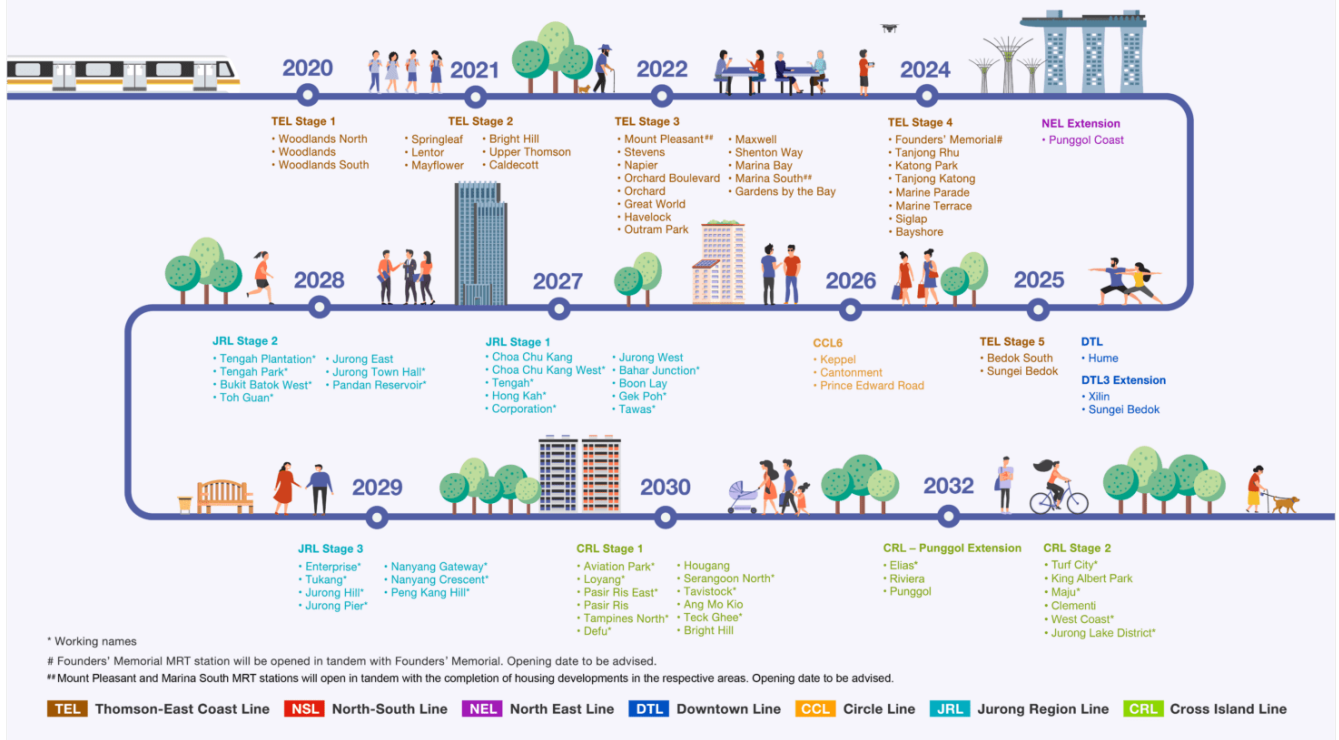 2020
2021
2022
2024
TEL Stage 1
• Woodlands North
• Woodlands
• Woodlands South
TEL Stage 2
• Springleaf
• Lentor
• Mayflower
• Bright Hill
• Upper Thomson
• Caldecott
TEL Stage 3
• Mount Pleasant##
• Stevens
• Napier
• Orchard Boulevard
• Orchard
• Great World
• Havelock
• Outram Park
• Maxwell
• Shenton Way
• Marina Bay
• Marina South##
• Gardens by the Bay
TEL Stage 4
• Founders' Memorial#
• Tanjong Rhu
• Katong Park
• Tanjong Katong
• Marine Parade
• Marine Terrace
• Siglap
• Bayshore
NEL Extension
• Punggol Coast
2028
2027
2026
2025
JRL Stage 2
• Tengah Plantation*
• Tengah Park*
• Bukit Batok West*
• Toh Guan*
• Jurong East
• Jurong Town Hall*
• Pandan Reservoir*
JRL Stage 1
• Choa Chu Kang
• Choa Chu Kang West*
• Tengah*
• Hong Kah*
• Corporation*
• Jurong West
• Bahar Junction*
• Boon Lay
• Gek Poh*
• Tawas*
CCL6
• Keppel
• Cantonment
• Prince Edward Road
TEL Stage 5
• Bedok South
• Sungei Bedok
DTL
• Hume
DTL3 Extension
• Xilin
• Sungei Bedok
2029
2030
2032
JRL Stage 3
• Enterprise*
• Tukang*
• Jurong Hill*
• Jurong Pier*
• Nanyang Gateway*
• Nanyang Crescent*
• Peng Kang Hill*
CRL Stage 1
• Aviation Park*
• Loyang*
• Pasir Ris East*
• Pasir Ris
• Tampines North*
• Defu*
• Hougang
• Serangoon North*
• Tavistock*
• Ang Mo Kio
• Teck Ghee*
• Bright Hill
CRL – Punggol Extension
• Elias*
• Riviera
• Punggol
CRL Stage 2
• Turf City*
• King Albert Park
• Maju*
• Clementi
• West Coast*
• Jurong Lake District*
* Working names
# Founders' Memorial MRT station will be opened in tandem with Founders' Memorial. Opening date to be advised.
## Mount Pleasant and Marina South MRT stations will open in tandem with the completion of housing developments in the respective areas. Opening date to be advised.
TEL Thomson-East Coast Line NSL North-South Line NEL North East Line DTL Downtown Line CCL Circle Line JRL Jurong Region Line CRL Cross Island Line